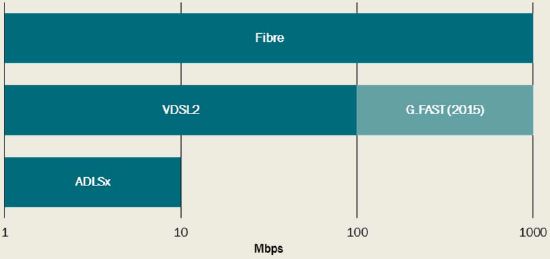 Fibre
VDSL2
G.FAST (2015)
ADLSx
1 10 100 1000
Mbps